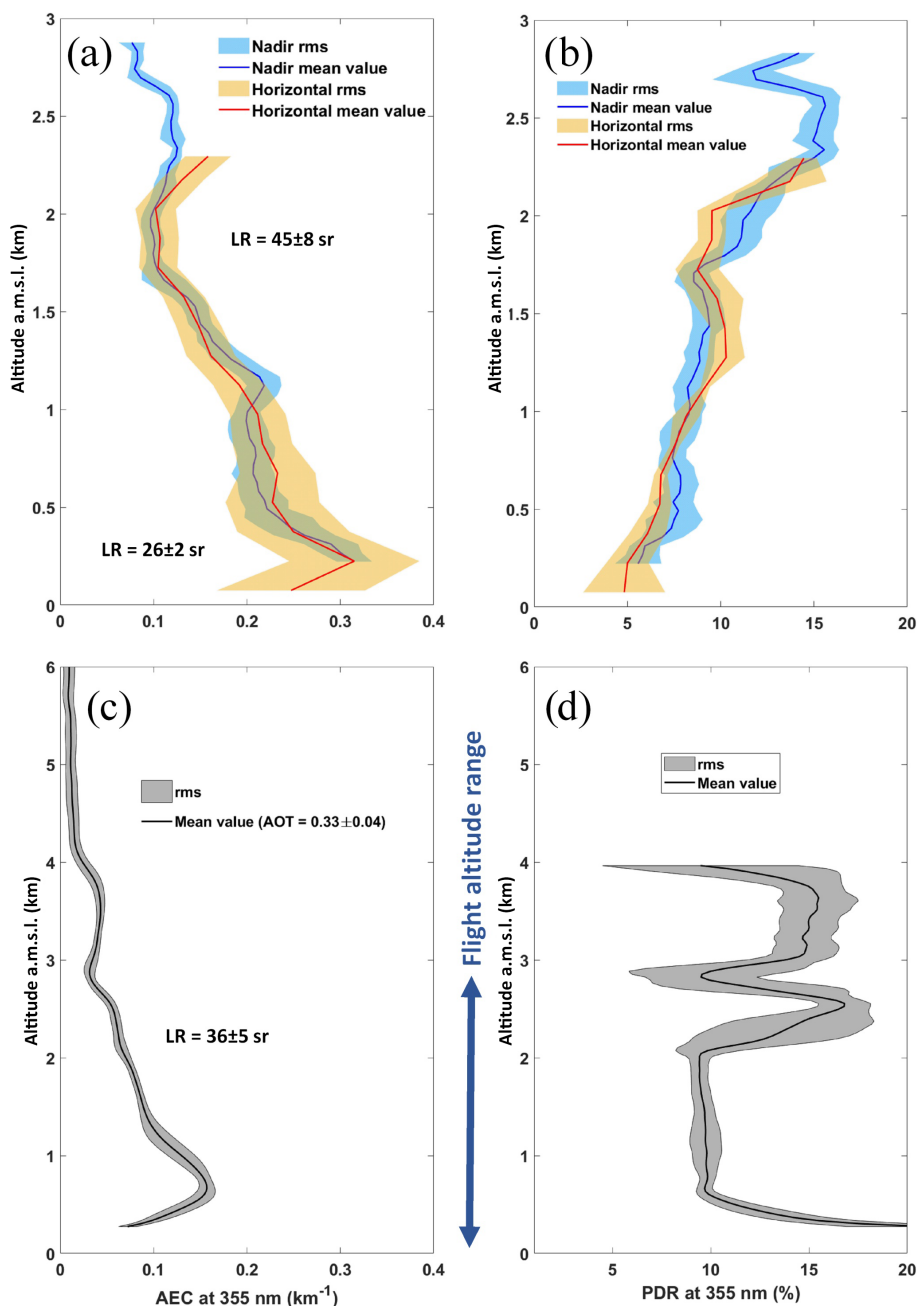 (a)
Nadir rms
Nadir mean value
Horizontal rms
Horizontal mean value
LR = 45±8 sr
LR = 26±2 sr
Altitude a.m.s.l. (km)
3
2.5
2
1.5
1
0.5
0
0
0.1
0.2
0.3
0.4
(b)
Nadir rms
Nadir mean value
Horizontal rms
Horizontal mean value
Altitude a.m.s.l. (km)
3
2.5
2
1.5
1
0.5
0
0
5
10
15
20
(c)
rms
Mean value (AOT = 0.33±0.04)
LR = 36±5 sr
Altitude a.m.s.l. (km)
6
5
4
3
2
1
0
0
0.1
0.2
0.3
0.4
AEC at 355 nm (km⁻¹)
Flight altitude range
(d)
rms
Mean value
Altitude a.m.s.l. (km)
6
5
4
3
2
1
0
0
10
15
20
PDR at 355 nm (%)